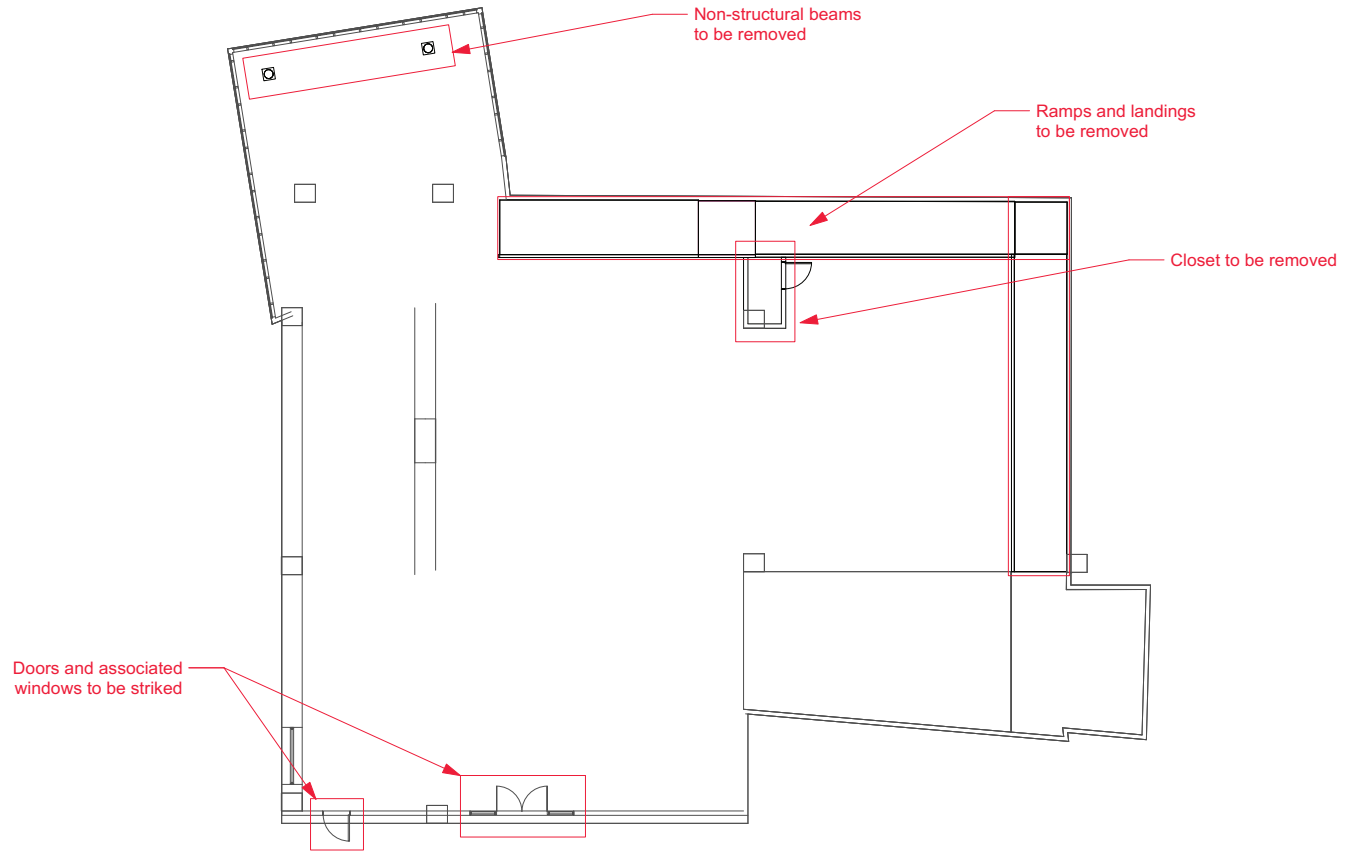 Non-structural beams
to be removed
Ramps and landings
to be removed
Closet to be removed
Doors and associated
windows to be striked